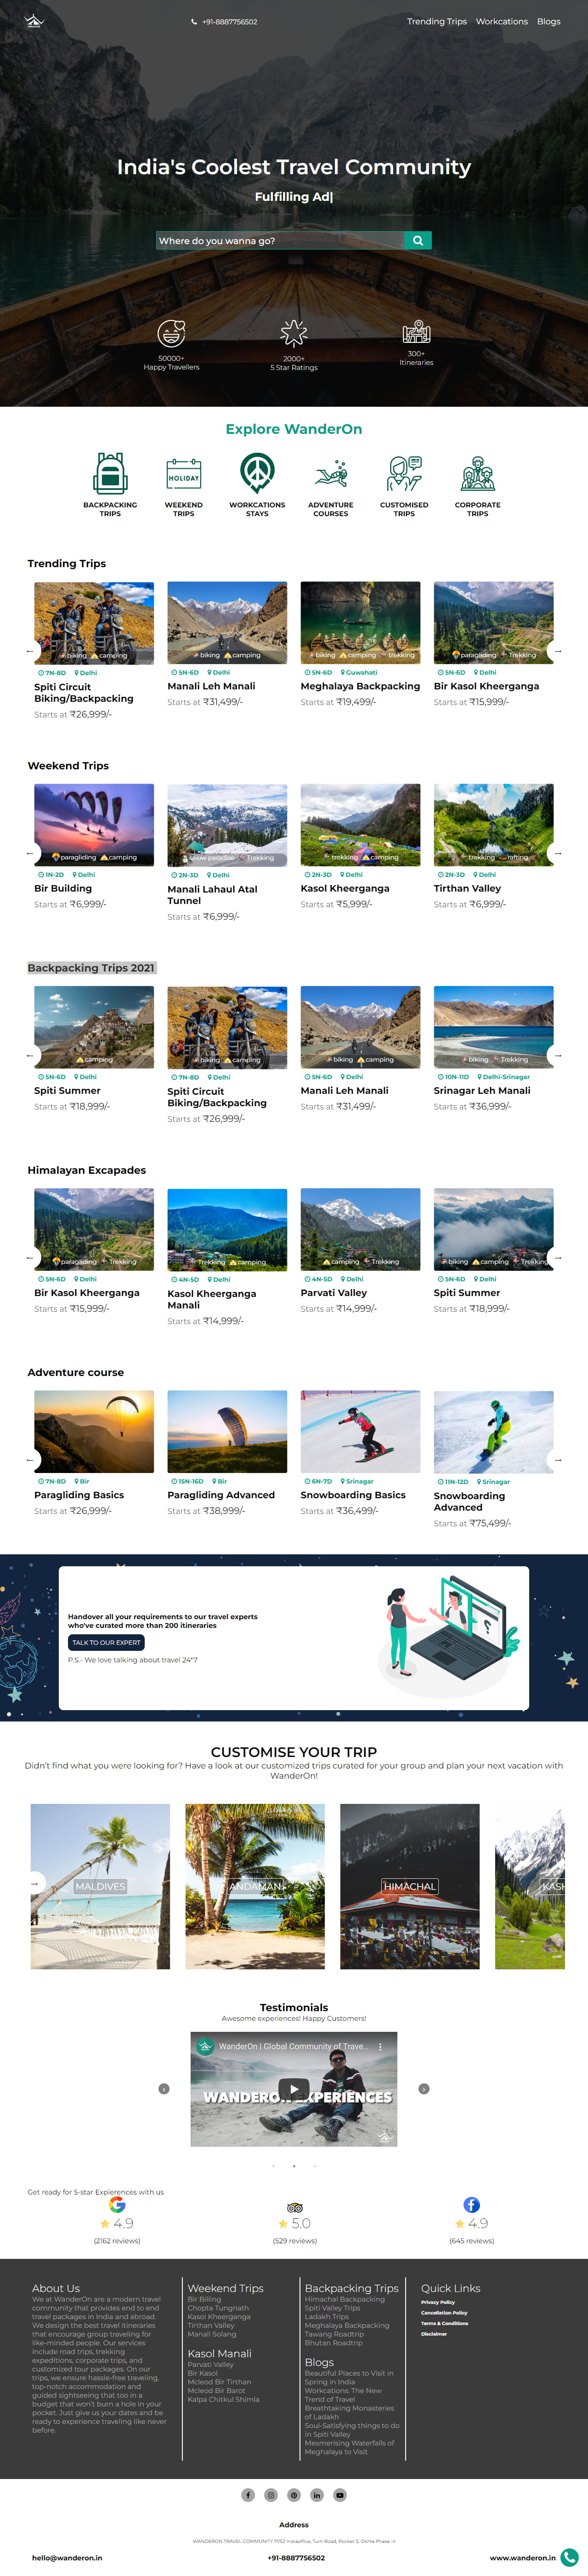 +91-8887756502
Trending Trips Workcations Blogs
India's Coolest Travel Community
Fulfilling Ad|
Where do you wanna go?
50000+
Happy Travellers
2000+
5 Star Ratings
300+
Itineraries
Explore WanderOn
HOLIDAY
BACKPACKING
TRIPS
WEEKEND
TRIPS
WORKCATIONS
STAYS
ADVENTURE
COURSES
CUSTOMISED
TRIPS
CORPORATE
TRIPS
Trending Trips
biking camping
7N-8D Delhi
Spiti Circuit
Biking/Backpacking
Starts at ₹26,999/-
biking camping
5N-6D Delhi
Manali Leh Manali
Starts at ₹31,499/-
biking camping trekking
5N-6D Guwahati
Meghalaya Backpacking
Starts at ₹19,499/-
paragliding Trekking
5N-6D Delhi
Bir Kasol Kheerganga
Starts at ₹15,999/-
Weekend Trips
paragliding camping
1N-2D Delhi
Bir Building
Starts at ₹6,999/-
snow paradise Trekking
2N-3D Delhi
Manali Lahaul Atal
Tunnel
Starts at ₹6,999/-
trekking camping
2N-3D Delhi
Kasol Kheerganga
Starts at ₹5,999/-
trekking rafting
2N-3D Delhi
Tirthan Valley
Starts at ₹6,999/-
Backpacking Trips 2021
camping
5N-6D Delhi
Spiti Summer
Starts at ₹18,999/-
biking camping
7N-8D Delhi
Spiti Circuit
Biking/Backpacking
Starts at ₹26,999/-
biking camping
5N-6D Delhi
Manali Leh Manali
Starts at ₹31,499/-
biking Trekking
10N-11D Delhi-Srinagar
Srinagar Leh Manali
Starts at ₹36,999/-
Himalayan Excapades
paragliding Trekking
5N-6D Delhi
Bir Kasol Kheerganga
Starts at ₹15,999/-
Trekking camping
4N-5D Delhi
Kasol Kheerganga
Manali
Starts at ₹14,999/-
camping Trekking
4N-5D Delhi
Parvati Valley
Starts at ₹14,999/-
biking camping Trekking
5N-6D Delhi
Spiti Summer
Starts at ₹18,999/-
Adventure course
7N-8D Bir
Paragliding Basics
Starts at ₹26,999/-
15N-16D Bir
Paragliding Advanced
Starts at ₹38,999/-
6N-7D Srinagar
Snowboarding Basics
Starts at ₹36,499/-
11N-12D Srinagar
Snowboarding
Advanced
Starts at ₹75,499/-
Handover all your requirements to our travel experts
who've curated more than 200 itineraries
TALK TO OUR EXPERT
P.S.- We love talking about travel 24*7
CUSTOMISE YOUR TRIP
Didn't find what you were looking for? Have a look at our customized trips curated for your group and plan your next vacation with
WanderOn!
MALDIVES
ANDAMAN
HIMACHAL
KASH
Testimonials
Awesome experiences! Happy Customers!
WanderOn | Global Community of Trave...
WANDERON EXPERIENCES
Get ready for 5-star Expierences with us
4.9
(2162 reviews)
5.0
(529 reviews)
4.9
(645 reviews)
About Us
We at WanderOn are a modern travel
community that provides end to end
travel packages in India and abroad.
We design the best travel itineraries
that encourage group traveling for
like-minded people. Our services
include road trips, trekking
expeditions, corporate trips, and
customized tour packages. On our
trips, we ensure hassle-free traveling,
top-notch accommodation and
guided sightseeing that too in a
budget that won't burn a hole in your
pocket. Just give us your dates and be
ready to experience traveling like never
before.
Weekend Trips
Bir Billing
Chopta Tungnath
Kasol Kheerganga
Tirthan Valley
Manali Solang
Kasol Manali
Parvati Valley
Bir Kasol
Mcleod Bir Tirthan
Mcleod Bir Barot
Kalpa Chitkul Shimla
Backpacking Trips
Himachal Backpacking
Spiti Valley Trips
Ladakh Trips
Meghalaya Backpacking
Tawang Roadtrip
Bhutan Roadtrip
Blogs
Beautiful Places to Visit in
Spring in India
Workcations: The New
Trend of Travel
Breathtaking Monasteries
of Ladakh
Soul-Satisfying things to do
in Spiti Valley
Mesmerising Waterfalls of
Meghalaya to Visit
Quick Links
Privacy Policy
Cancellation Policy
Terms & Conditions
Disclaimer
Address
WANDERON TRAVEL COMMUNITY 17/52 Instaoffice, Tum Road, Pocket S, Okhla Phase -II
hello@wanderon.in
+91-8887756502
www.wanderon.in